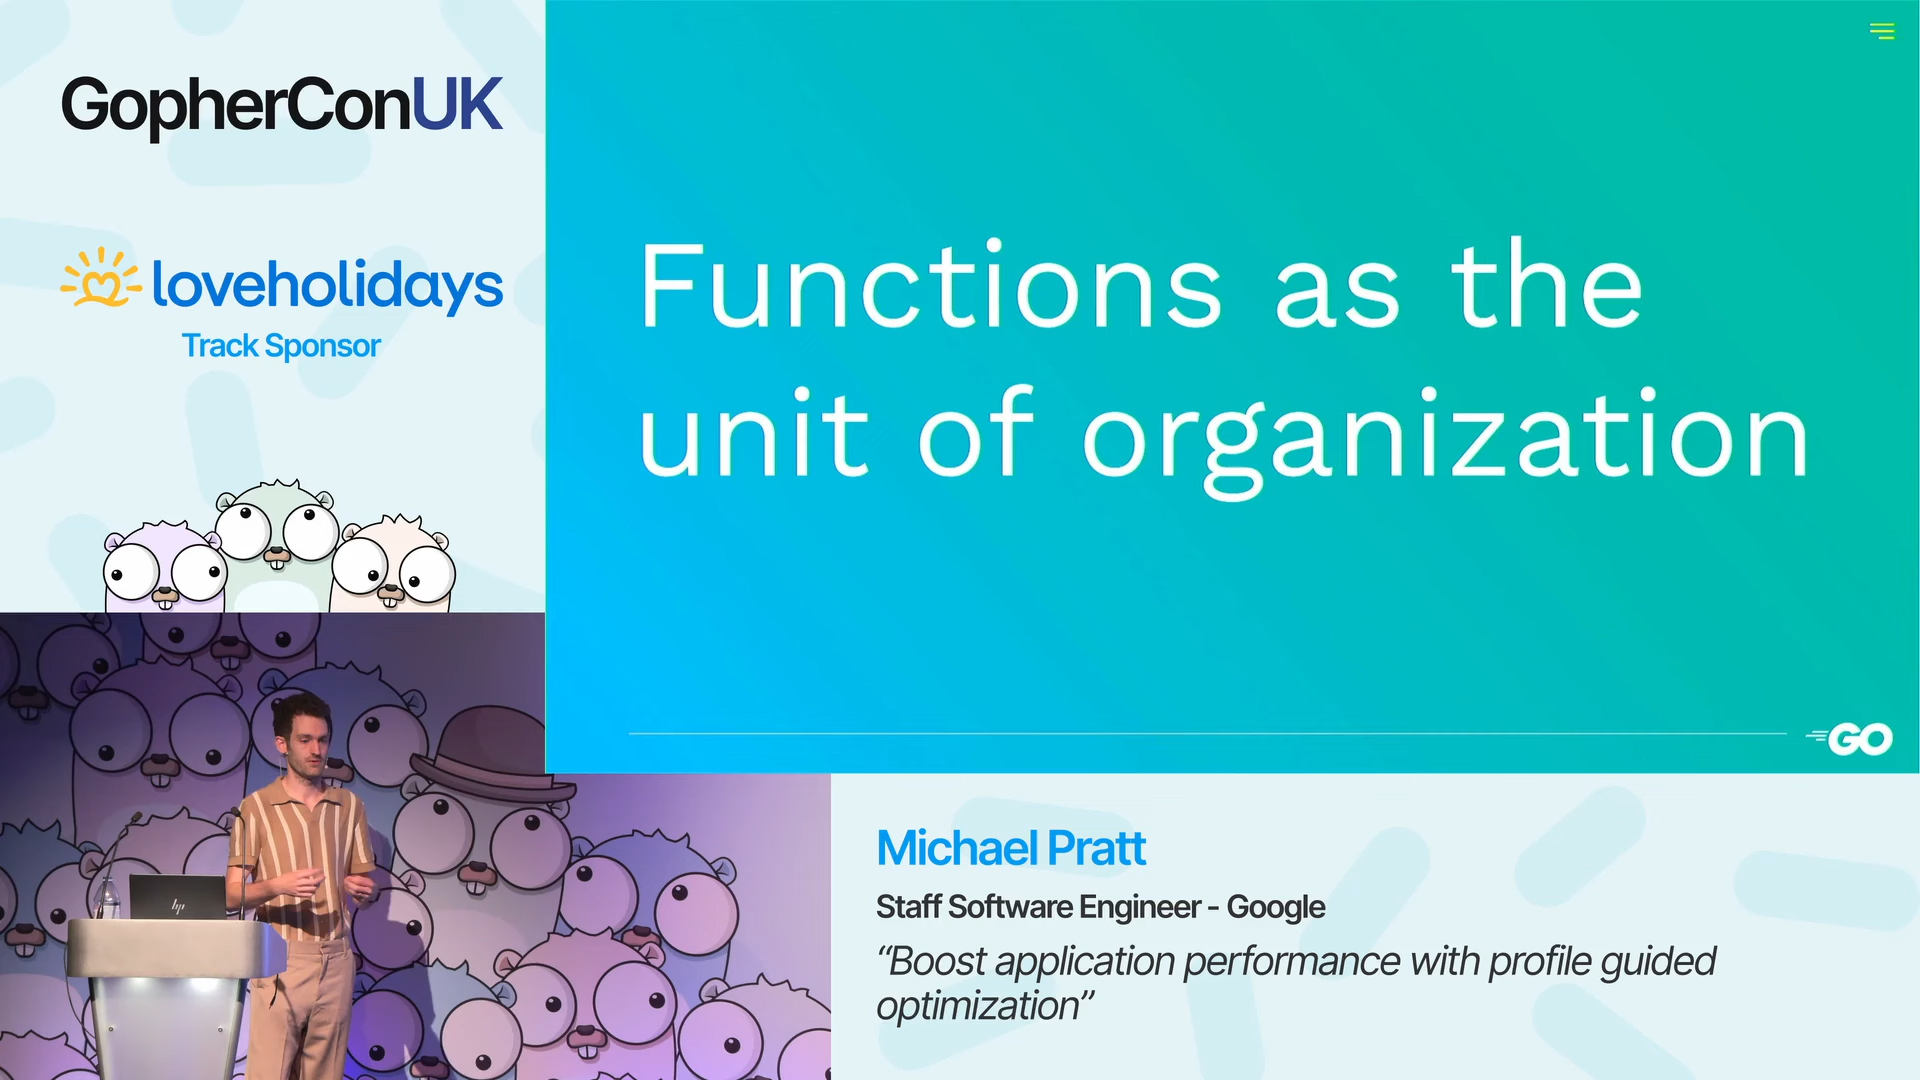 GopherConUK
loveholidays
Track Sponsor
Functions as the
unit of organization
GO
hp
Michael Pratt
Staff Software Engineer - Google
“Boost application performance with profile guided
optimization”